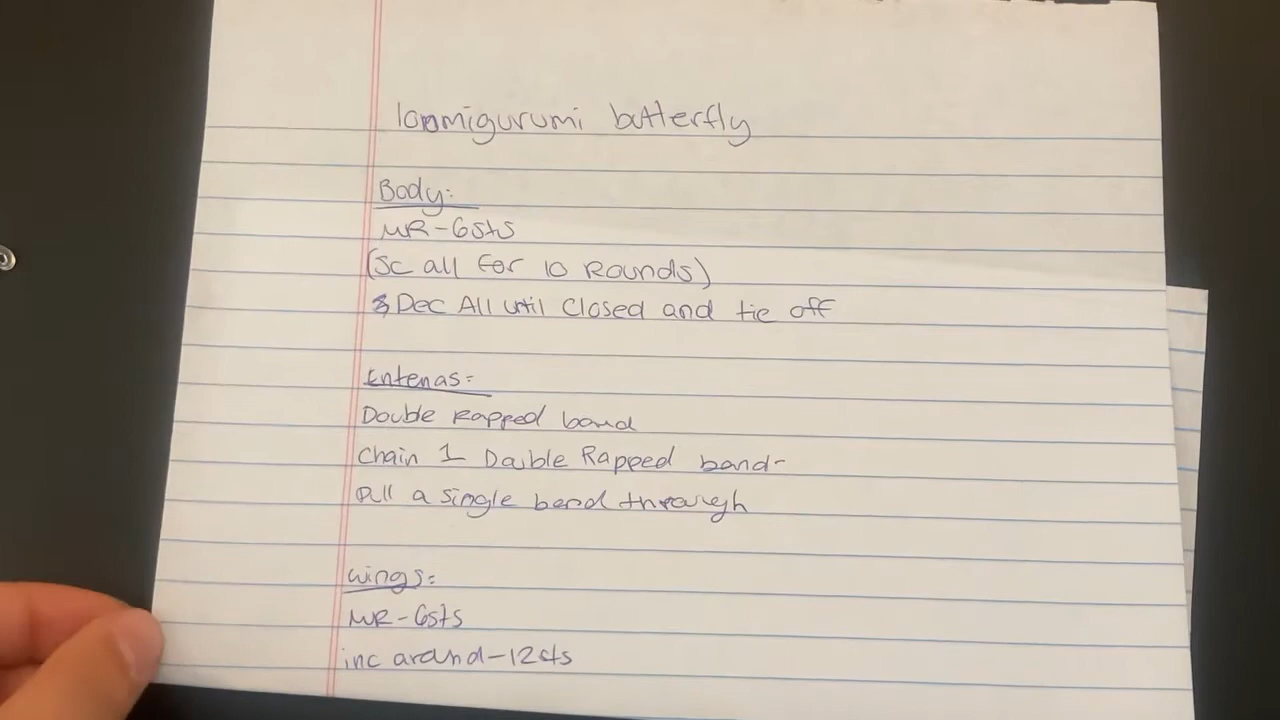 loomigurumi butterfly
Body:
MR-6sts
(Sc all for 10 Rounds)
Dec All until Closed and tie off
Entenas:
Double Rapped band
Chain 1 Double Rapped band-
pull a single band through
wings:
MR-6sts
inc around-12sts